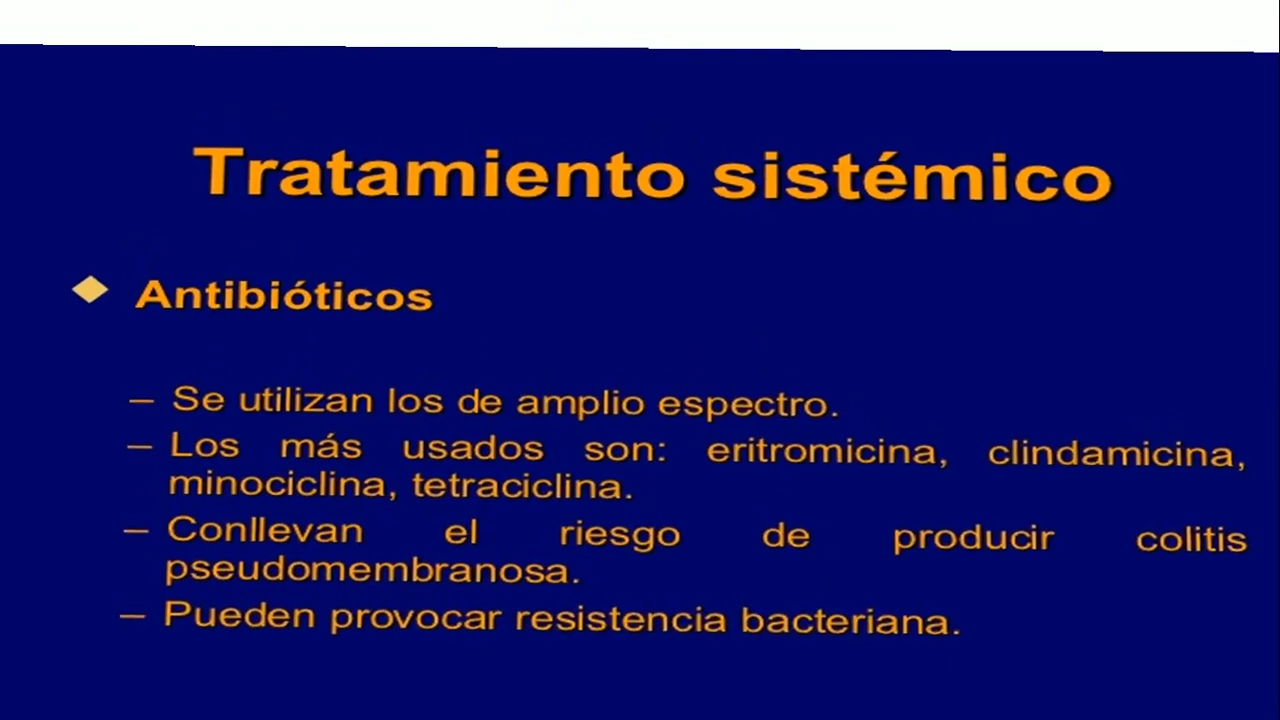 Tratamiento sistémico
Antibióticos
– Se utilizan los de amplio espectro.
– Los más usados son: eritromicina, clindamicina,
minociclina, tetraciclina.
– Conllevan el riesgo de producir colitis
pseudomembranosa.
– Pueden provocar resistencia bacteriana.